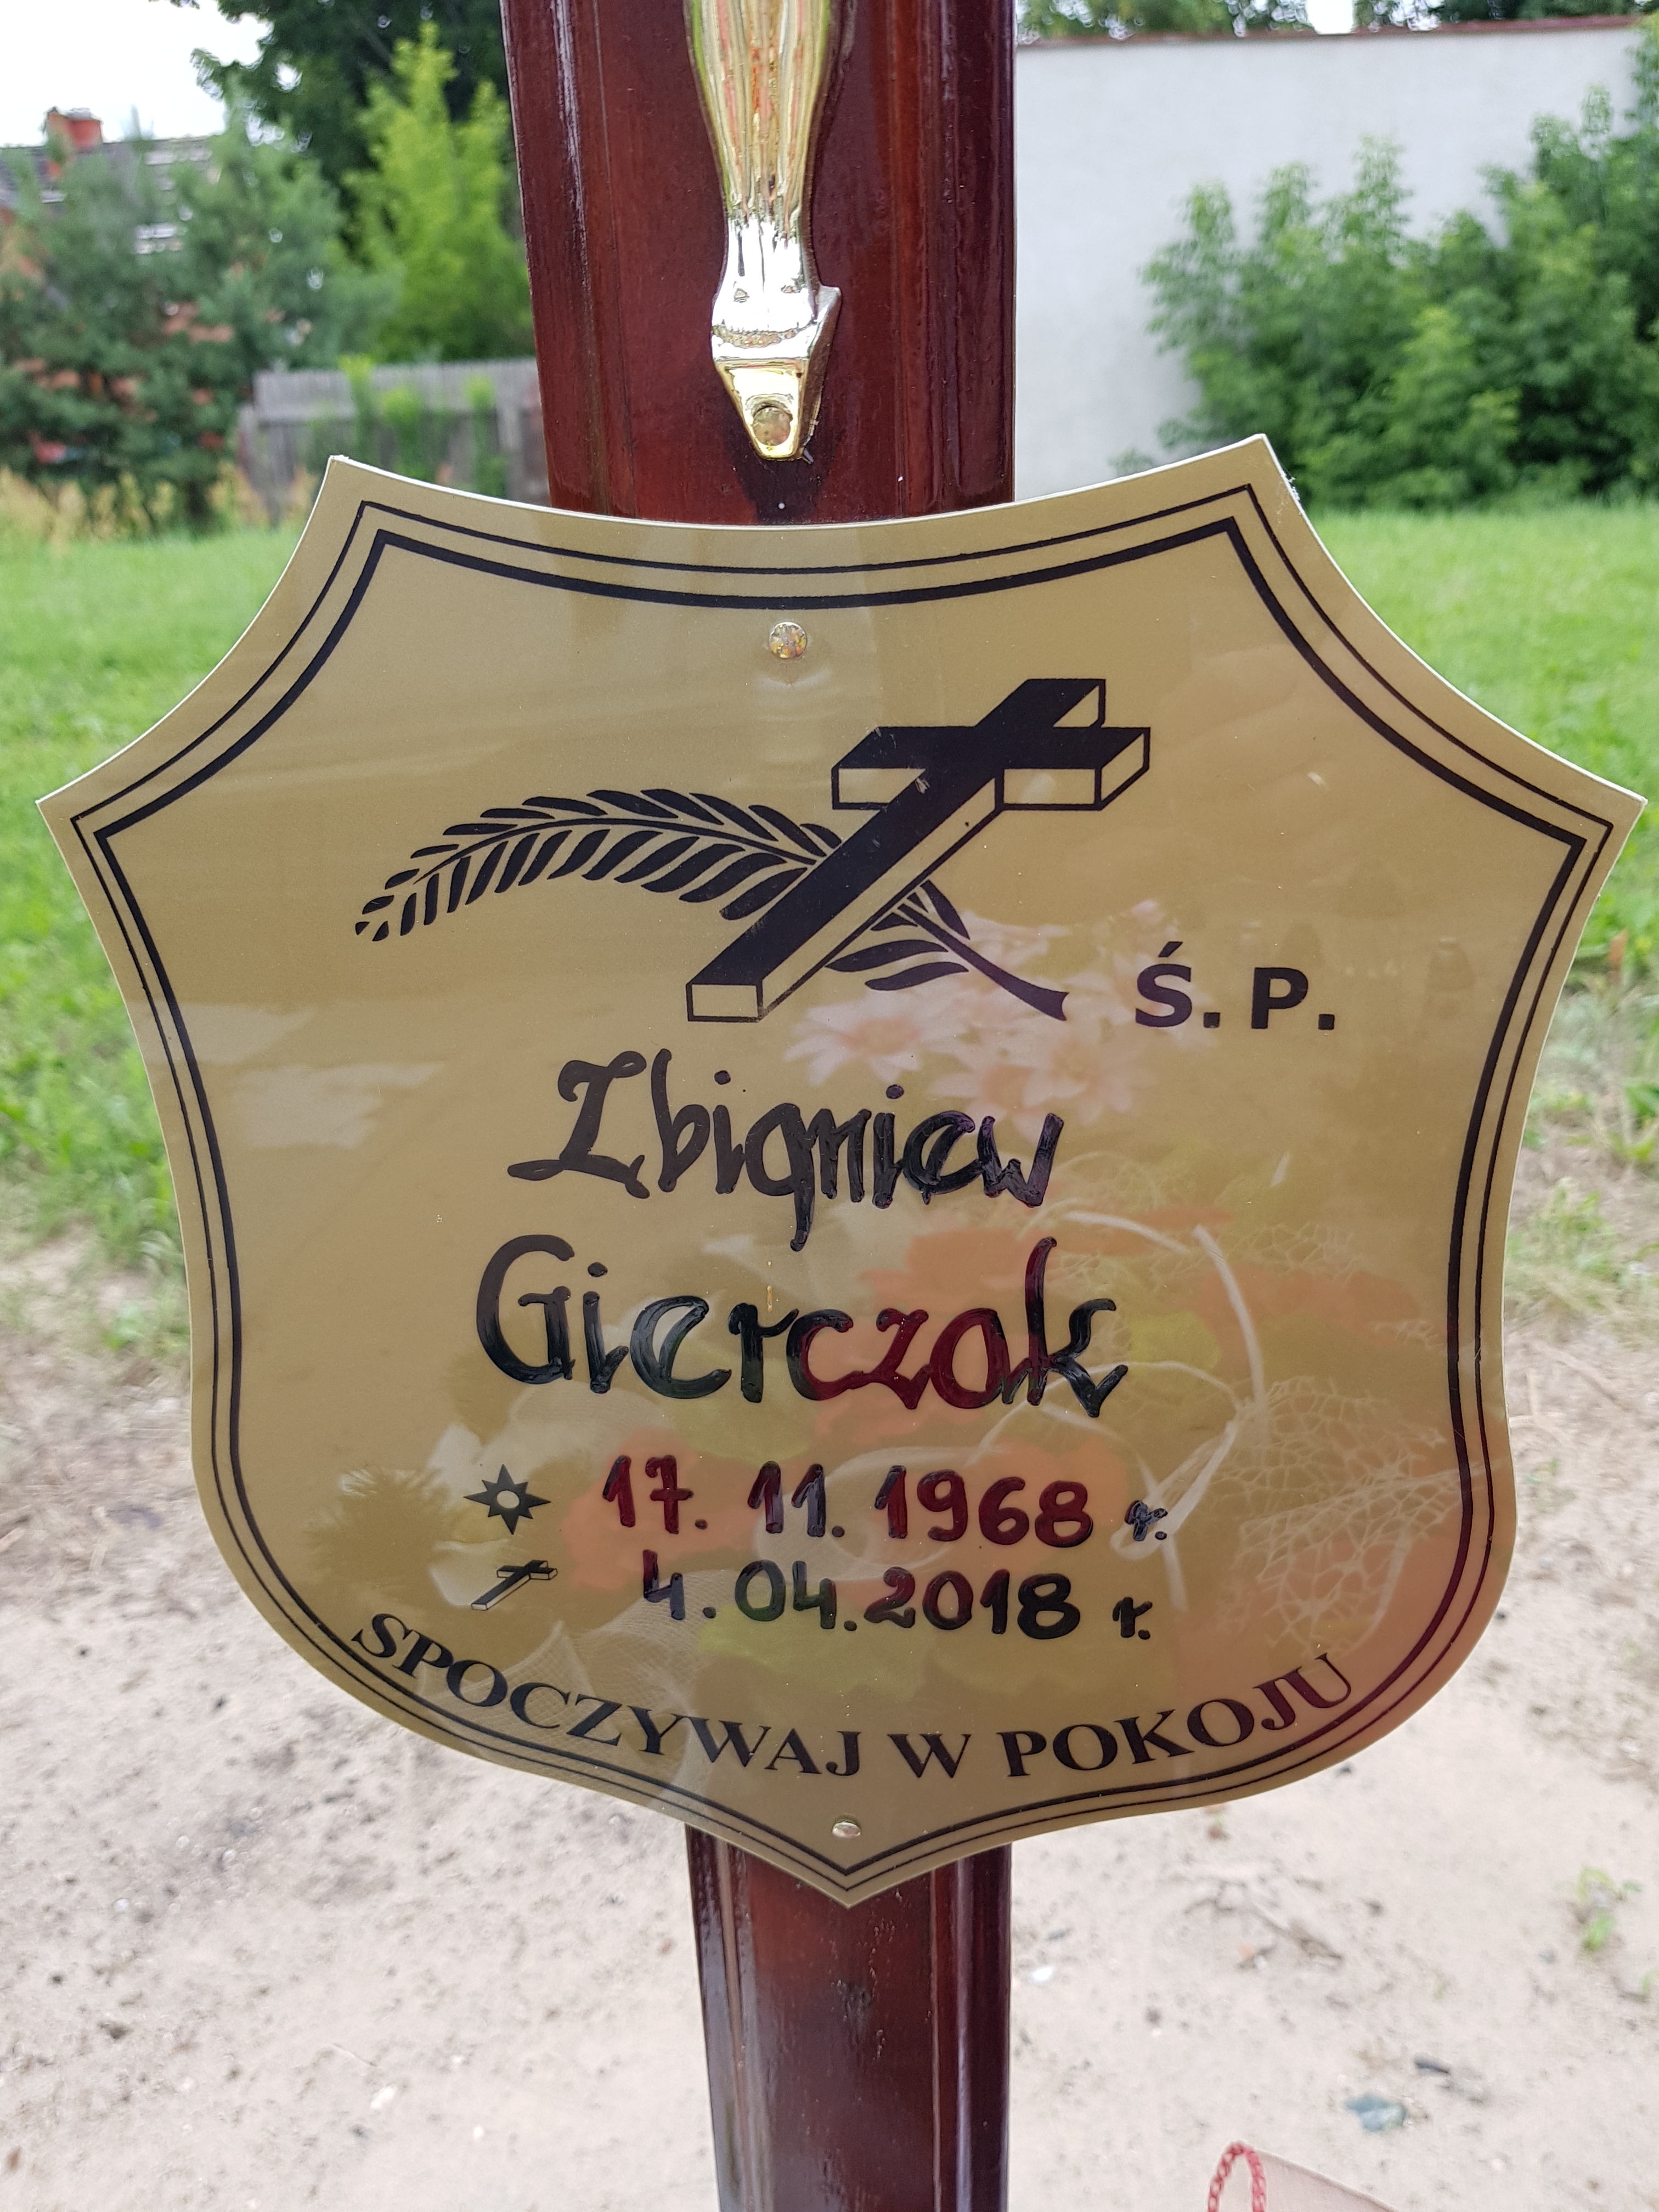 Ś.P.
Zbigniew
Gierczak
17. 11. 1968 r.
4. 04. 2018 r.
SPOCZYWAJ W POKOJU